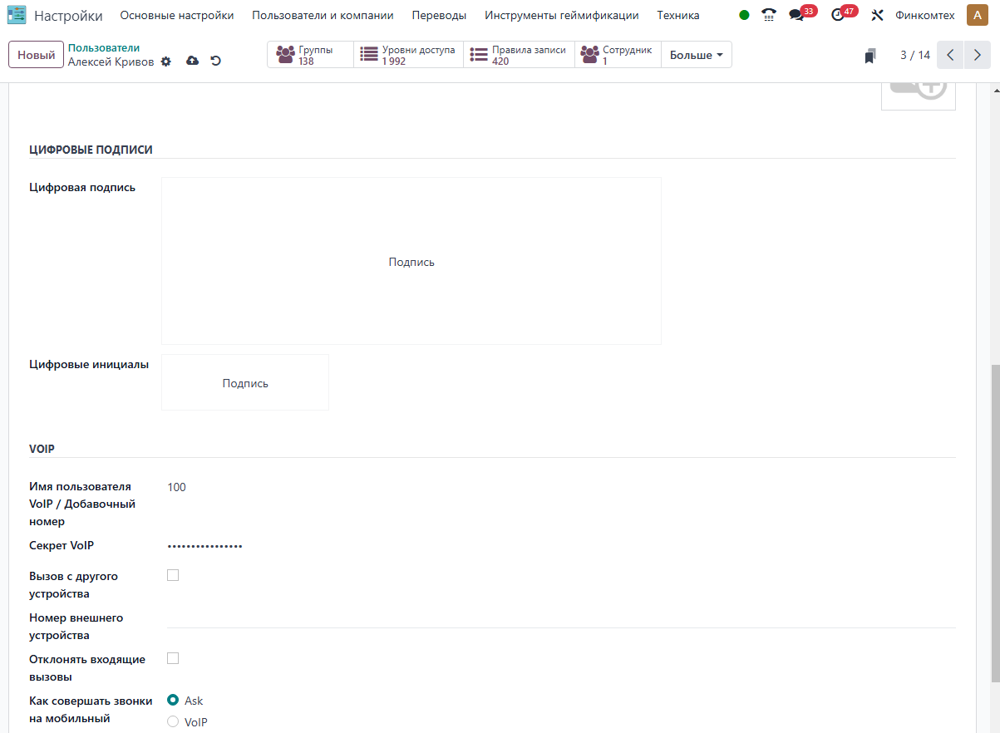 Настройки Основные настройки Пользователи и компании Переводы Инструменты геймификации Техника 33 47 Финкомтех А
Новый Пользователи
Алексей Кривов
Группы 138 Уровни доступа 1 992 Правила записи 420 Сотрудник 1 Больше 3 / 14
ЦИФРОВЫЕ ПОДПИСИ
Цифровая подпись
Подпись
Цифровые инициалы
Подпись
VOIP
Имя пользователя
VoIP / Добавочный
номер
100
Секрет VoIP ••••••••••••••••
Вызов с другого
устройства
Номер внешнего
устройства
Отклонять входящие
вызовы
Как совершать звонки
на мобильный
Ask
VoIP